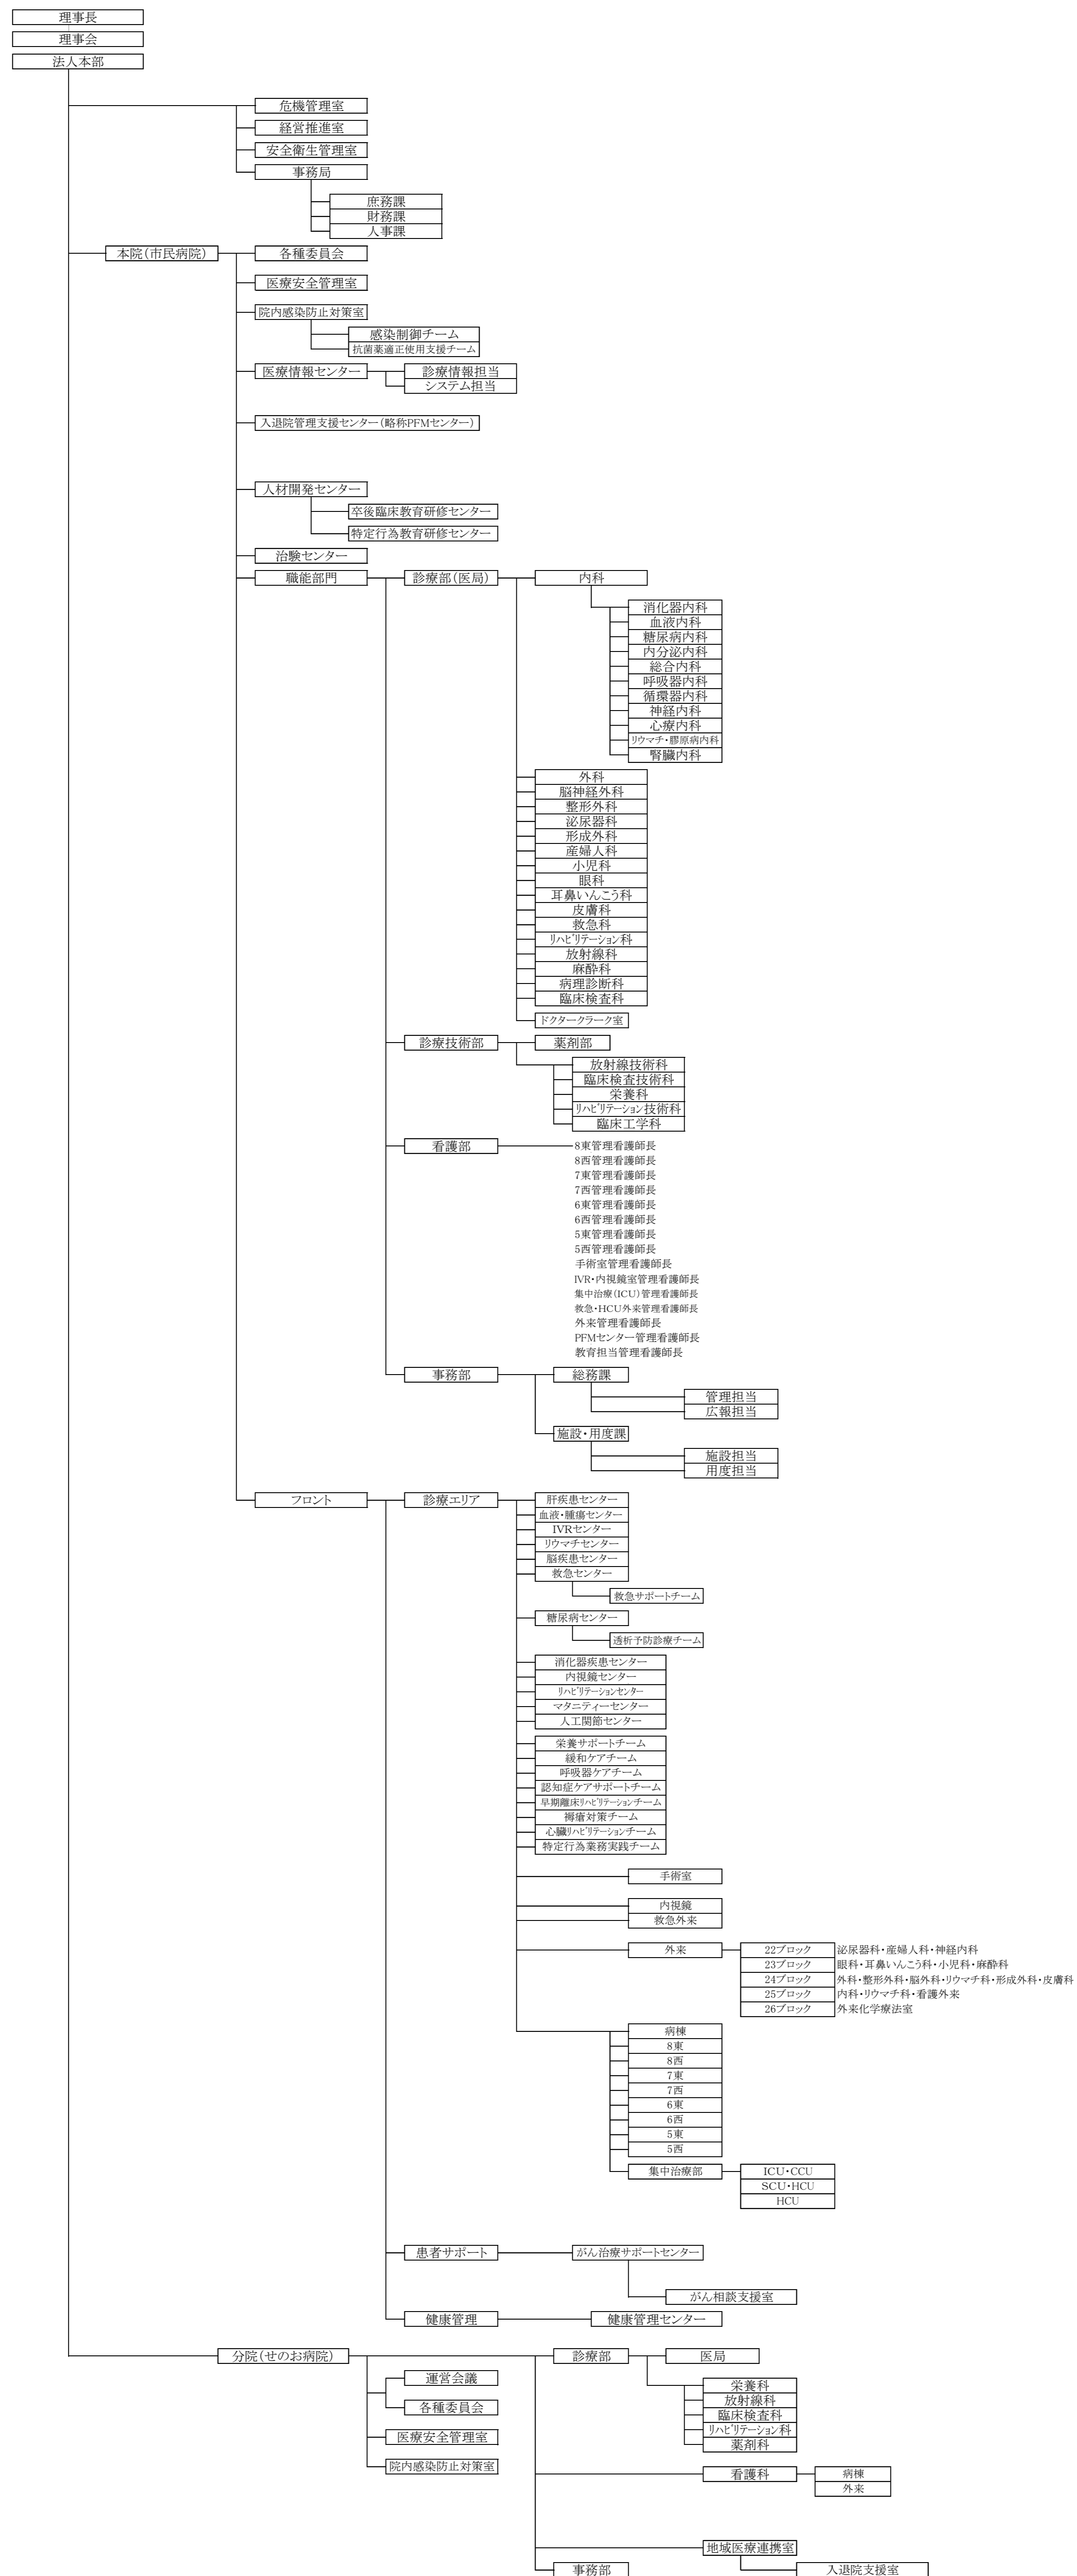 理事長
理事会
法人本部
危機管理室
経営推進室
安全衛生管理室
事務局
庶務課
財務課
人事課
本院(市民病院)
各種委員会
医療安全管理室
院内感染防止対策室
感染制御チーム
抗菌薬適正使用支援チーム
医療情報センター
診療情報担当
システム担当
入退院管理支援センター(略称PFMセンター)
人材開発センター
卒後臨床教育研修センター
特定行為教育研修センター
治験センター
職能部門
診療部(医局)
内科
消化器内科
血液内科
糖尿病内科
内分泌内科
総合内科
呼吸器内科
循環器内科
神経内科
心療内科
リウマチ・膠原病内科
腎臓内科
外科
脳神経外科
整形外科
泌尿器科
形成外科
産婦人科
小児科
眼科
耳鼻いんこう科
皮膚科
救急科
リハビリテーション科
放射線科
麻酔科
病理診断科
臨床検査科
ドクタークラーク室
診療技術部
薬剤部
放射線技術科
臨床検査技術科
栄養科
リハビリテーション技術科
臨床工学科
看護部
8東管理看護師長
8西管理看護師長
7東管理看護師長
7西管理看護師長
6東管理看護師長
6西管理看護師長
5東管理看護師長
5西管理看護師長
手術室管理看護師長
IVR・内視鏡室管理看護師長
集中治療(ICU)管理看護師長
救急・HCU外来管理看護師長
外来管理看護師長
PFMセンター管理看護師長
教育担当管理看護師長
事務部
総務課
管理担当
広報担当
施設・用度課
施設担当
用度担当
フロント
診療エリア
肝疾患センター
血液・腫瘍センター
IVRセンター
リウマチセンター
脳疾患センター
救急センター
救急サポートチーム
糖尿病センター
透析予防診療チーム
消化器疾患センター
内視鏡センター
リハビリテーションセンター
マタニティーセンター
人工関節センター
栄養サポートチーム
緩和ケアチーム
呼吸器ケアチーム
認知症ケアサポートチーム
早期離床リハビリテーションチーム
褥瘡対策チーム
心臓リハビリテーションチーム
特定行為業務実践チーム
手術室
内視鏡
救急外来
外来
22ブロック 泌尿器科・産婦人科・神経内科
23ブロック 眼科・耳鼻いんこう科・小児科・麻酔科
24ブロック 外科・整形外科・脳外科・リウマチ科・形成外科・皮膚科
25ブロック 内科・リウマチ科・看護外来
26ブロック 外来化学療法室
病棟
8東
8西
7東
7西
6東
6西
5東
5西
集中治療部
ICU・CCU
SCU・HCU
HCU
患者サポート
がん治療サポートセンター
がん相談支援室
健康管理
健康管理センター
分院(せのお病院)
診療部
医局
運営会議
各種委員会
医療安全管理室
院内感染防止対策室
栄養科
放射線科
臨床検査科
リハビリテーション科
薬剤科
看護科
病棟
外来
地域医療連携室
事務部
入退院支援室